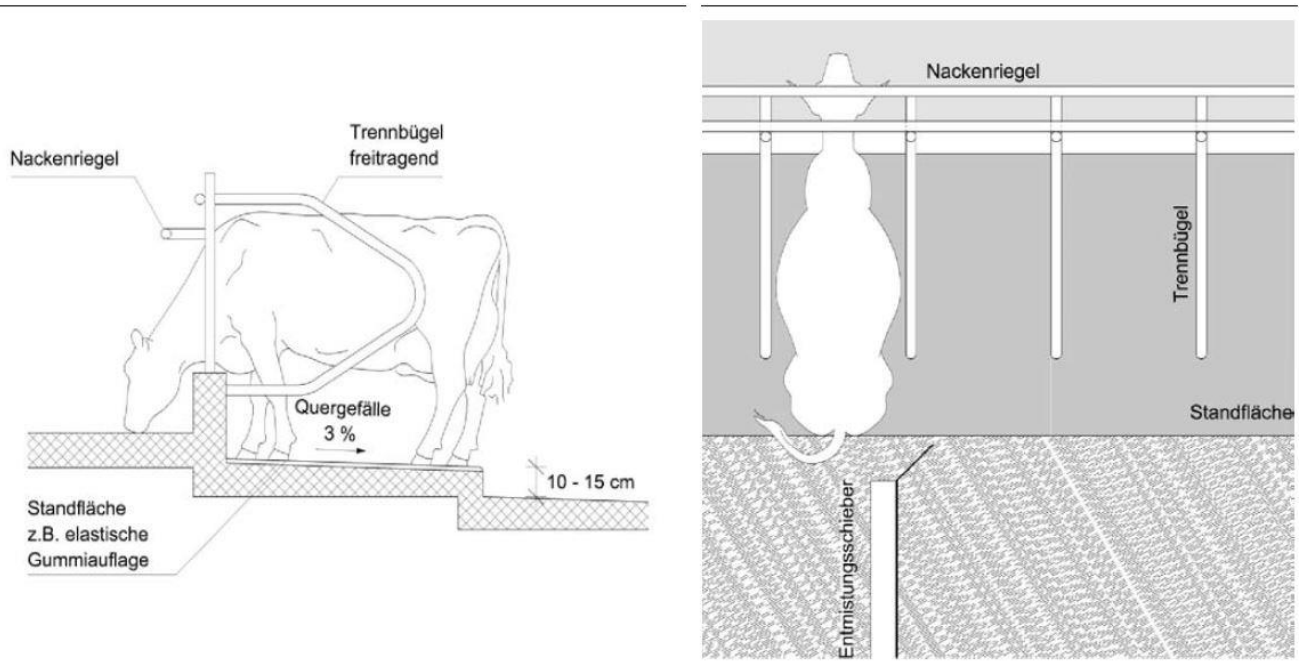 Nackenriegel
Trennbügel
freitragend
Quergefälle
3 %
10 - 15 cm
Standfläche
z.B. elastische
Gummiauflage
Nackenriegel
Trennbügel
Standfläche
Entmistungsschieber